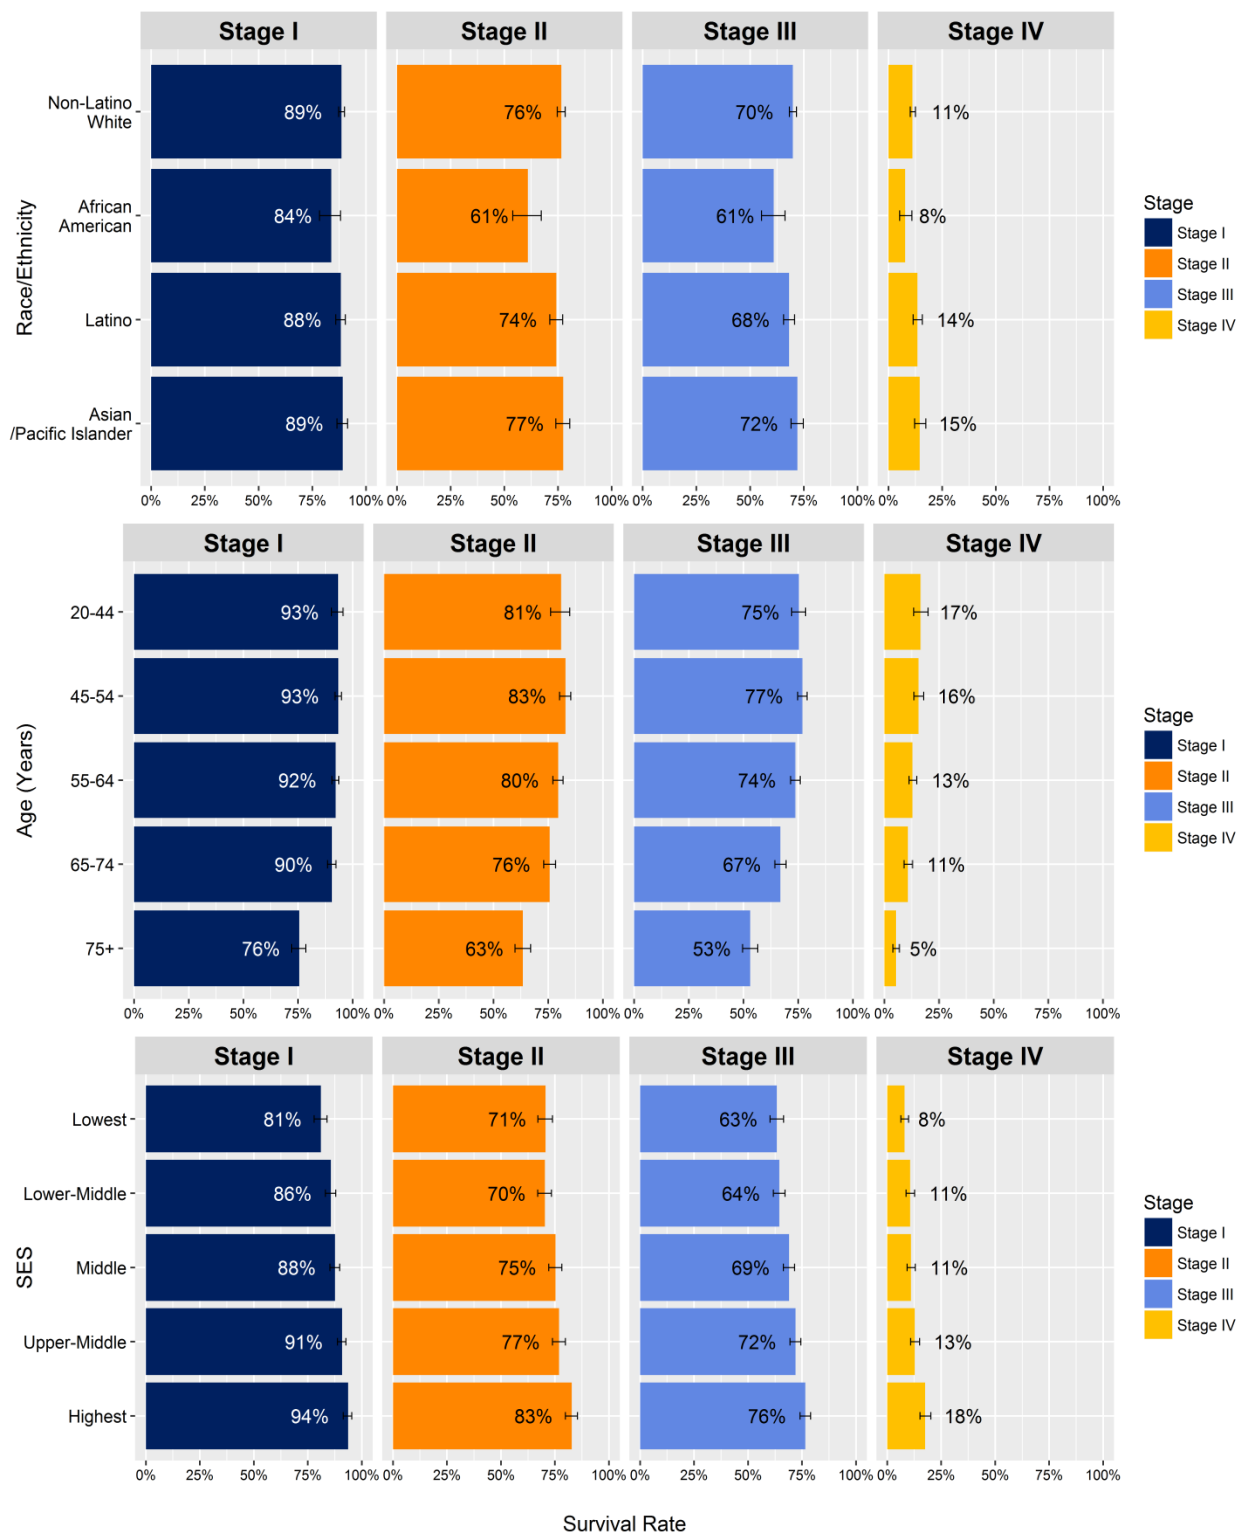 Stage I Stage II Stage III Stage IV
Race/Ethnicity
Non-Latino
White
89% 76% 70% 11%
African
American
84% 61% 61% 8%
Latino
88% 74% 68% 14%
Asian
/Pacific Islander
89% 77% 72% 15%
0% 25% 50% 75% 100% 0% 25% 50% 75% 100% 0% 25% 50% 75% 100% 0% 25% 50% 75% 100%
Stage
Stage I
Stage II
Stage III
Stage IV
Stage I Stage II Stage III Stage IV
Age (Years)
20-44 93% 81% 75% 17%
45-54 93% 83% 77% 16%
55-64 92% 80% 74% 13%
65-74 90% 76% 67% 11%
75+ 76% 63% 53% 5%
0% 25% 50% 75% 100% 0% 25% 50% 75% 100% 0% 25% 50% 75% 100% 0% 25% 50% 75% 100%
Stage
Stage I
Stage II
Stage III
Stage IV
Stage I Stage II Stage III Stage IV
SES
Lowest 81% 71% 63% 8%
Lower-Middle 86% 70% 64% 11%
Middle 88% 75% 69% 11%
Upper-Middle 91% 77% 72% 13%
Highest 94% 83% 76% 18%
0% 25% 50% 75% 100% 0% 25% 50% 75% 100% 0% 25% 50% 75% 100% 0% 25% 50% 75% 100%
Stage
Stage I
Stage II
Stage III
Stage IV
Survival Rate